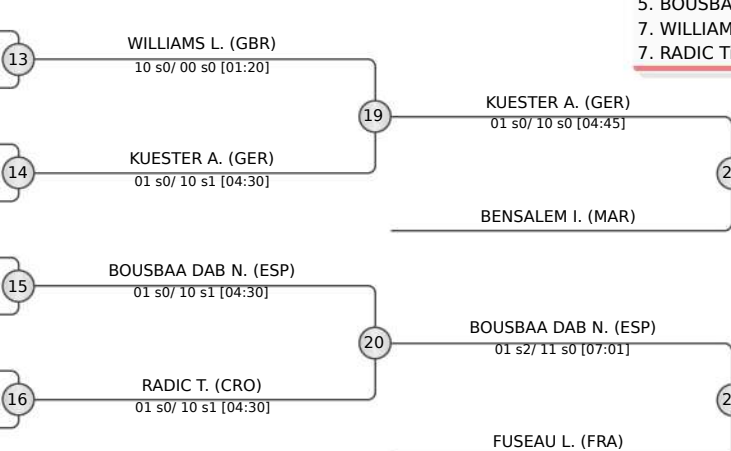 5. BOUSBA
7. WILLIAM
7. RADIC
WILLIAMS L. (GBR)
13
10 s0/ 00 s0 [01:20]
KUESTER A. (GER)
19
01 s0/ 10 s0 [04:45]
KUESTER A. (GER)
14
01 s0/ 10 s1 [04:30]
2
BENSALEM I. (MAR)
BOUSBAA DAB N. (ESP)
15
01 s0/ 10 s1 [04:30]
BOUSBAA DAB N. (ESP)
20
01 s2/ 11 s0 [07:01]
RADIC T. (CRO)
16
01 s0/ 10 s1 [04:30]
2
FUSEAU L. (FRA)